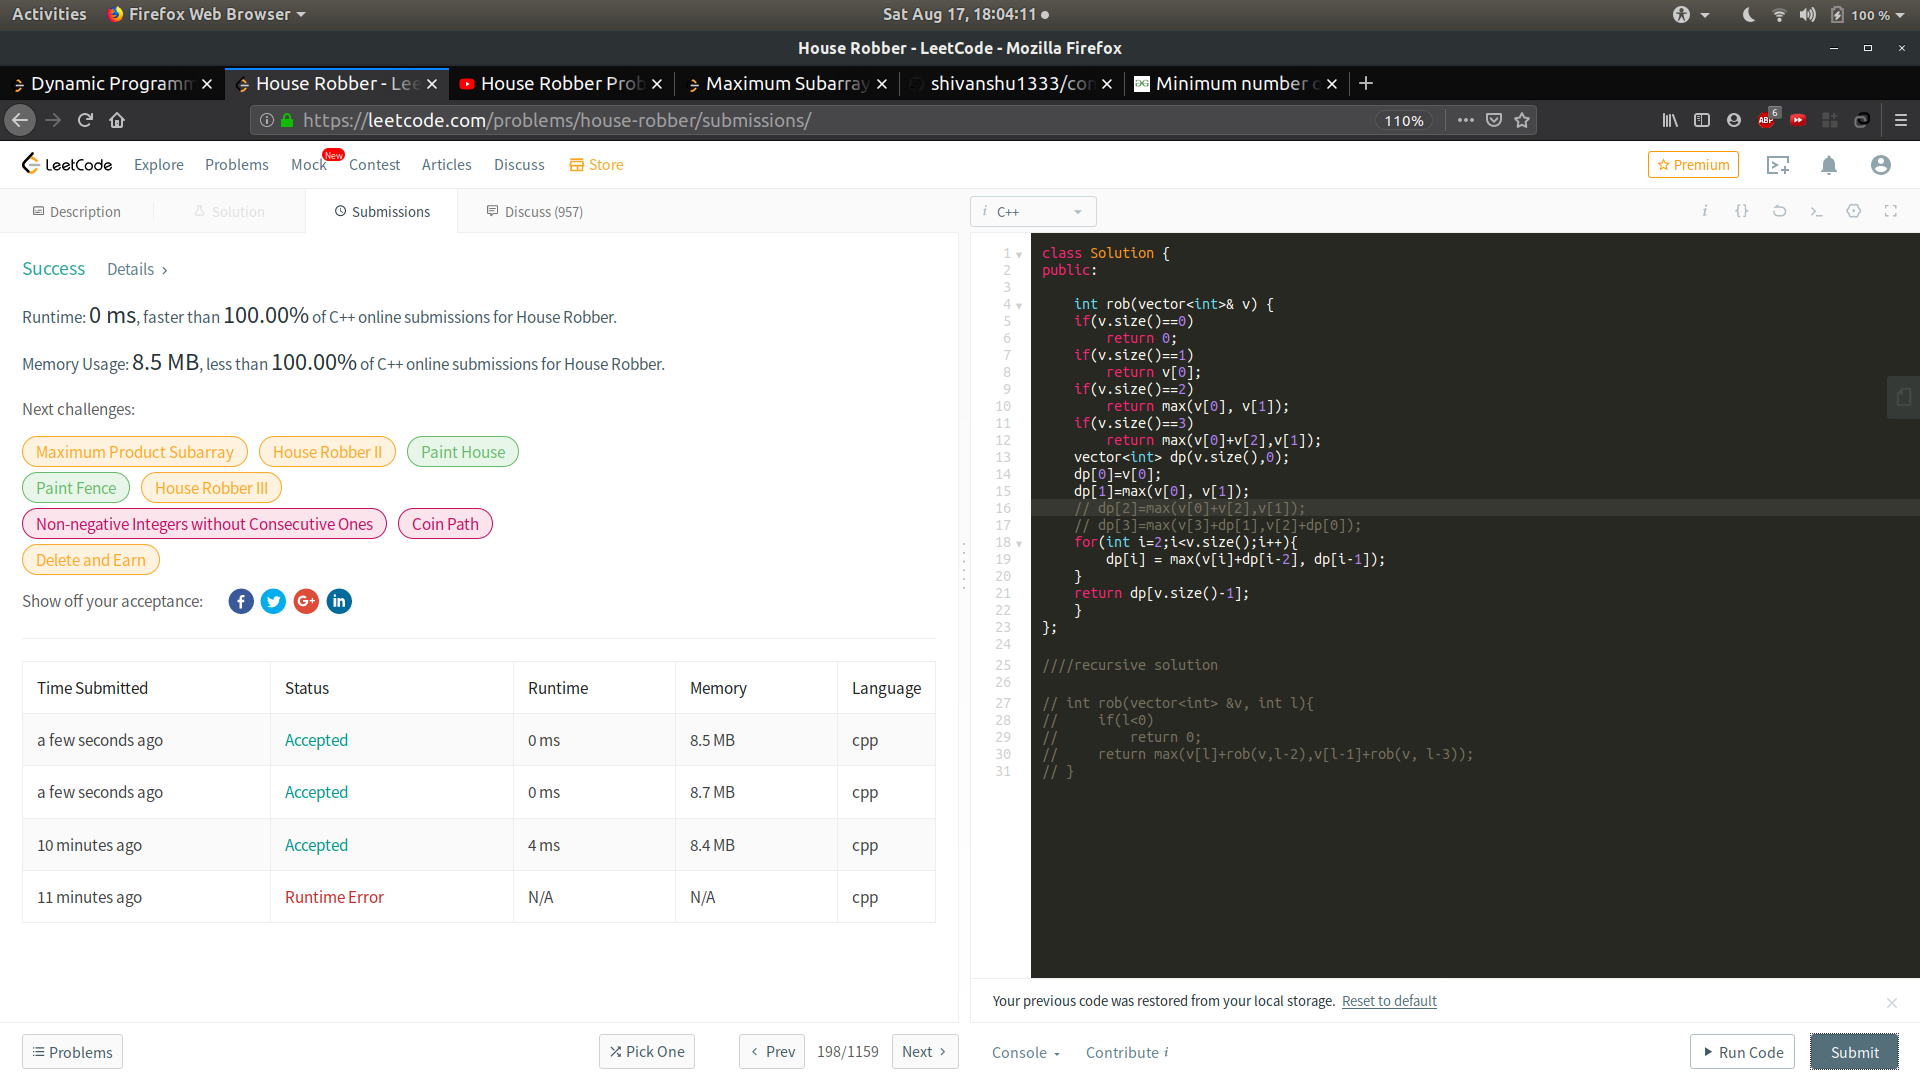 Activities Firefox Web Browser Sat Aug 17, 18:04:11 100 %
House Robber - LeetCode - Mozilla Firefox
Dynamic Programm House Robber - Lee House Robber Prob Maximum Subarray shivanshu1333/con Minimum number o
https://leetcode.com/problems/house-robber/submissions/ 110% ABP 6
LeetCode Explore Problems Mock New Contest Articles Discuss Store Premium
Description Solution Submissions Discuss (957) i C++
Success Details
Runtime: 0 ms, faster than 100.00% of C++ online submissions for House Robber.
Memory Usage: 8.5 MB, less than 100.00% of C++ online submissions for House Robber.
Next challenges:
Maximum Product Subarray House Robber II Paint House
Paint Fence House Robber III
Non-negative Integers without Consecutive Ones Coin Path
Delete and Earn
Show off your acceptance:
Time Submitted Status Runtime Memory Language
a few seconds ago Accepted 0 ms 8.5 MB cpp
a few seconds ago Accepted 0 ms 8.7 MB cpp
10 minutes ago Accepted 4 ms 8.4 MB cpp
11 minutes ago Runtime Error N/A N/A cpp
1 class Solution {
2 public:
3
4 int rob(vector<int>& v) {
5 if(v.size()==0)
6 return 0;
7 if(v.size()==1)
8 return v[0];
9 if(v.size()==2)
10 return max(v[0], v[1]);
11 if(v.size()==3)
12 return max(v[0]+v[2],v[1]);
13 vector<int> dp(v.size(),0);
14 dp[0]=v[0];
15 dp[1]=max(v[0], v[1]);
16 // dp[2]=max(v[0]+v[2],v[1]);
17 // dp[3]=max(v[3]+dp[1],v[2]+dp[0]);
18 for(int i=2;i<v.size();i++){
19 dp[i] = max(v[i]+dp[i-2], dp[i-1]);
20 }
21 return dp[v.size()-1];
22 }
23 };
24
25 ////recursive solution
26
27 // int rob(vector<int> &v, int l){
28 // if(l<0)
29 // return 0;
30 // return max(v[l]+rob(v,l-2),v[l-1]+rob(v, l-3));
31 // }
Your previous code was restored from your local storage. Reset to default
Problems Pick One Prev 198/1159 Next Console Contribute i Run Code Submit